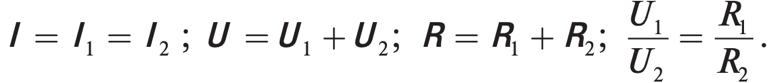 I = I₁ = I₂ ; U = U₁ + U₂; R = R₁ + R₂; U₁/U₂ = R₁/R₂.